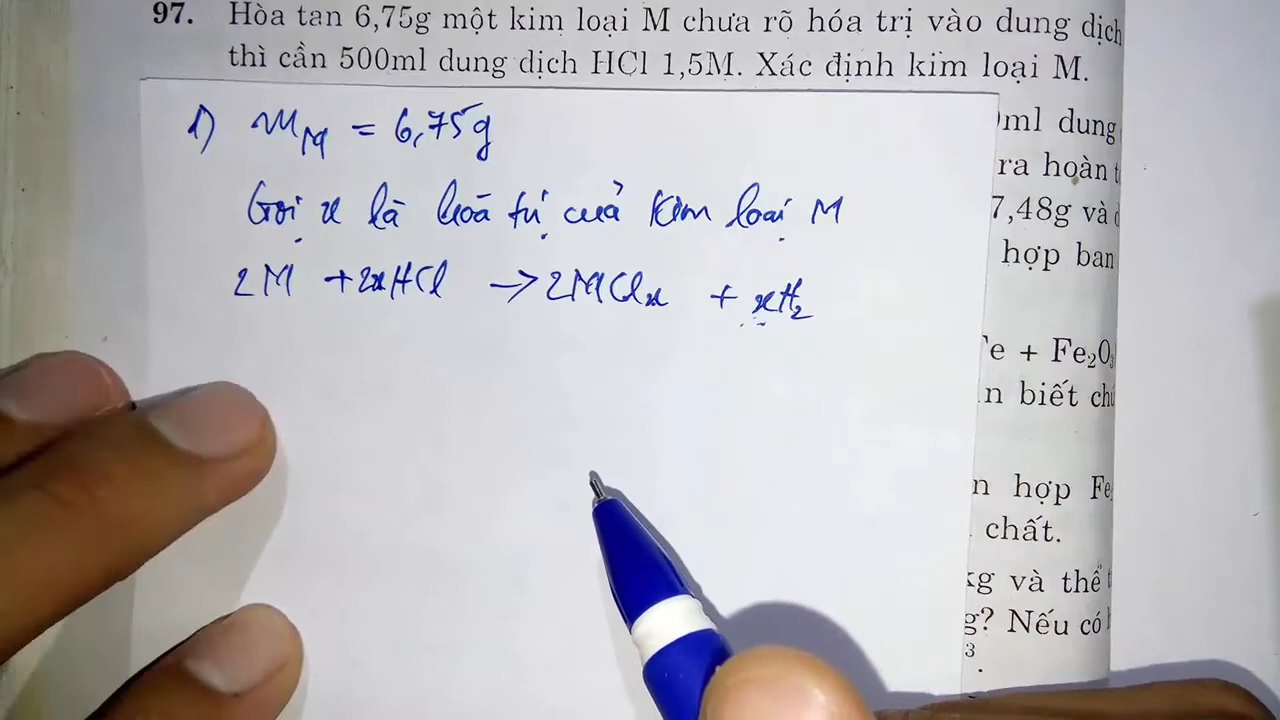 97. Hòa tan 6,75g một kim loại M chưa rõ hóa trị vào dung dịch
thì cần 500ml dung dịch HCl 1,5M. Xác định kim loại M.
1) mM = 6,75g
Gọi x là hoá trị của kim loại M
2M + 2xHCl → 2MClx + xH2
ml dung
ra hoàn
7,48g và
hợp ban
Fe + Fe2O3
biết
hợp Fe
chất.
kg và thể
g? Nếu có
3
.